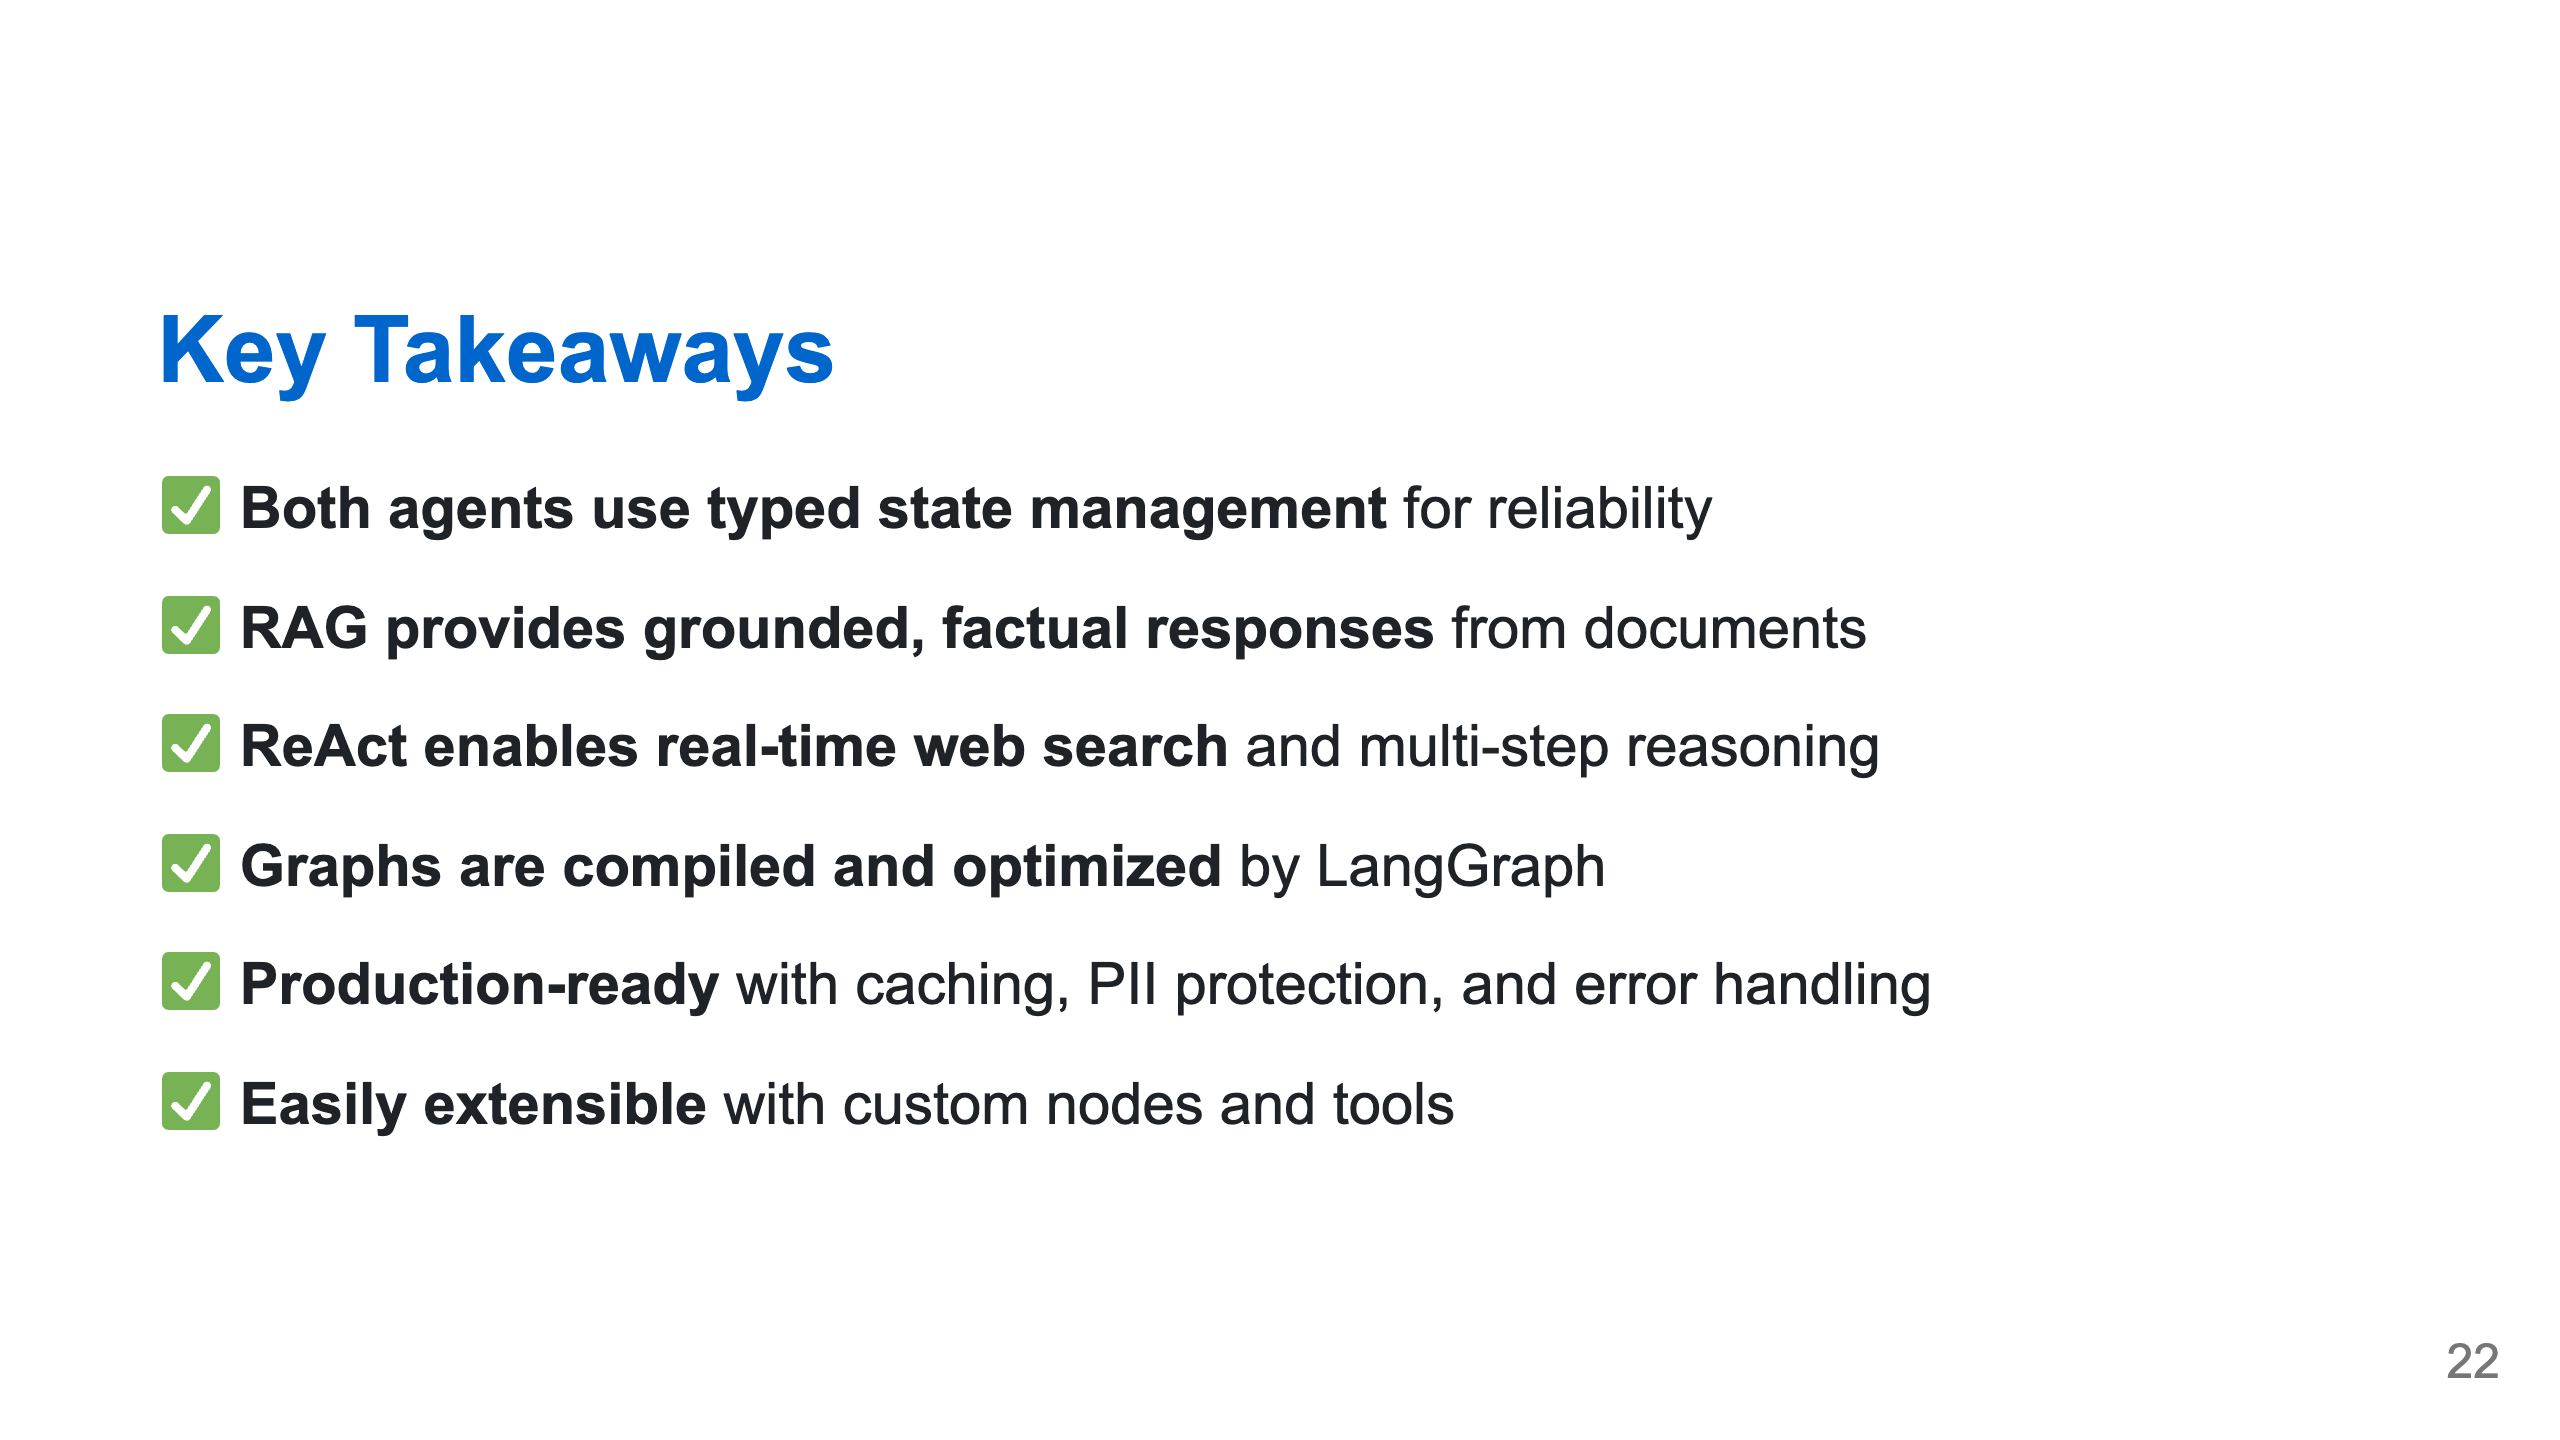 Key Takeaways
✅ Both agents use typed state management for reliability
✅ RAG provides grounded, factual responses from documents
✅ ReAct enables real-time web search and multi-step reasoning
✅ Graphs are compiled and optimized by LangGraph
✅ Production-ready with caching, PII protection, and error handling
✅ Easily extensible with custom nodes and tools
22